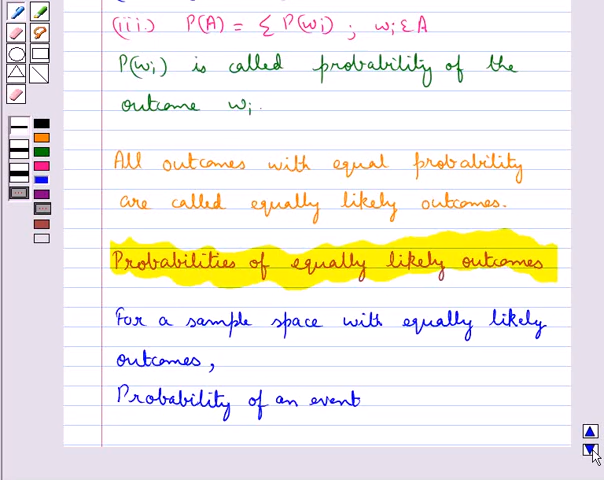 (iii.) P(A) = Σ P(wi) ; wi ε A
P(wi) is called probability of the
outcome wi.
All outcomes with equal probability
are called equally likely outcomes.
Probabilities of equally likely outcomes
For a sample space with equally likely
outcomes,
Probability of an event